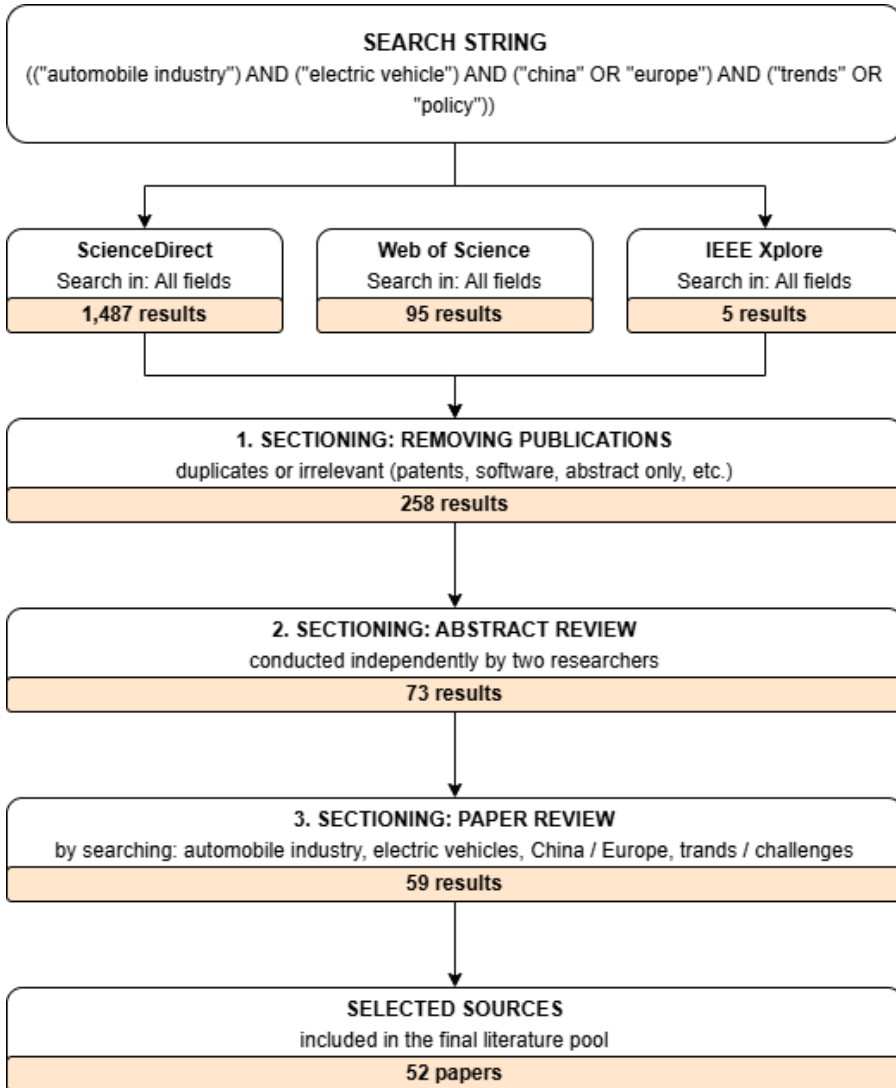 SEARCH STRING
(("automobile industry") AND ("electric vehicle") AND ("china" OR "europe") AND ("trends" OR
"policy"))
ScienceDirect
Search in: All fields
1,487 results
Web of Science
Search in: All fields
95 results
IEEE Xplore
Search in: All fields
5 results
1. SECTIONING: REMOVING PUBLICATIONS
duplicates or irrelevant (patents, software, abstract only, etc.)
258 results
2. SECTIONING: ABSTRACT REVIEW
conducted independently by two researchers
73 results
3. SECTIONING: PAPER REVIEW
by searching: automobile industry, electric vehicles, China / Europe, trands / challenges
59 results
SELECTED SOURCES
included in the final literature pool
52 papers